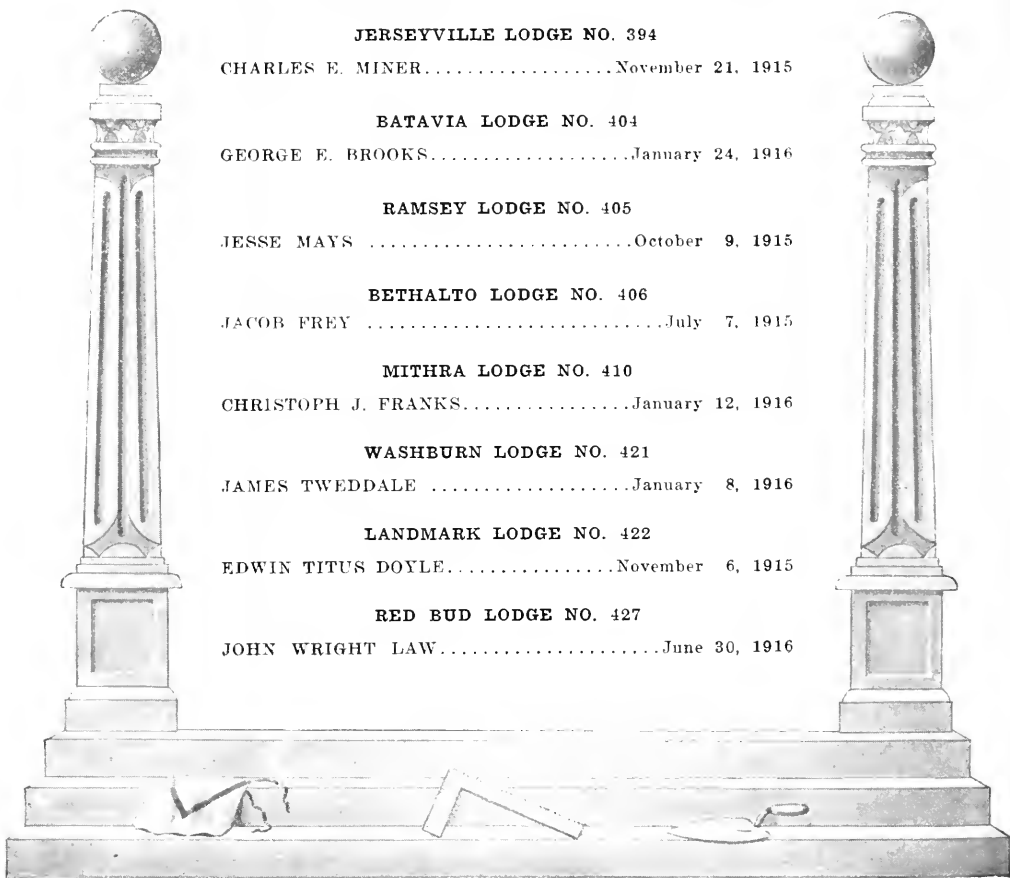 JERSEYVILLE LODGE NO. 394
CHARLES E. MINER..................November 21, 1915
BATAVIA LODGE NO. 404
GEORGE E. BROOKS...................January 24, 1916
RAMSEY LODGE NO. 405
JESSE MAYS .........................October 9, 1915
BETHALTO LODGE NO. 406
JACOB FREY ............................July 7, 1915
MITHRA LODGE NO. 410
CHRISTOPH J. FRANKS................January 12, 1916
WASHBURN LODGE NO. 421
JAMES TWEDDALE ...................January 8, 1916
LANDMARK LODGE NO. 422
EDWIN TITUS DOYLE................November 6, 1915
RED BUD LODGE NO. 427
JOHN WRIGHT LAW.....................June 30, 1916